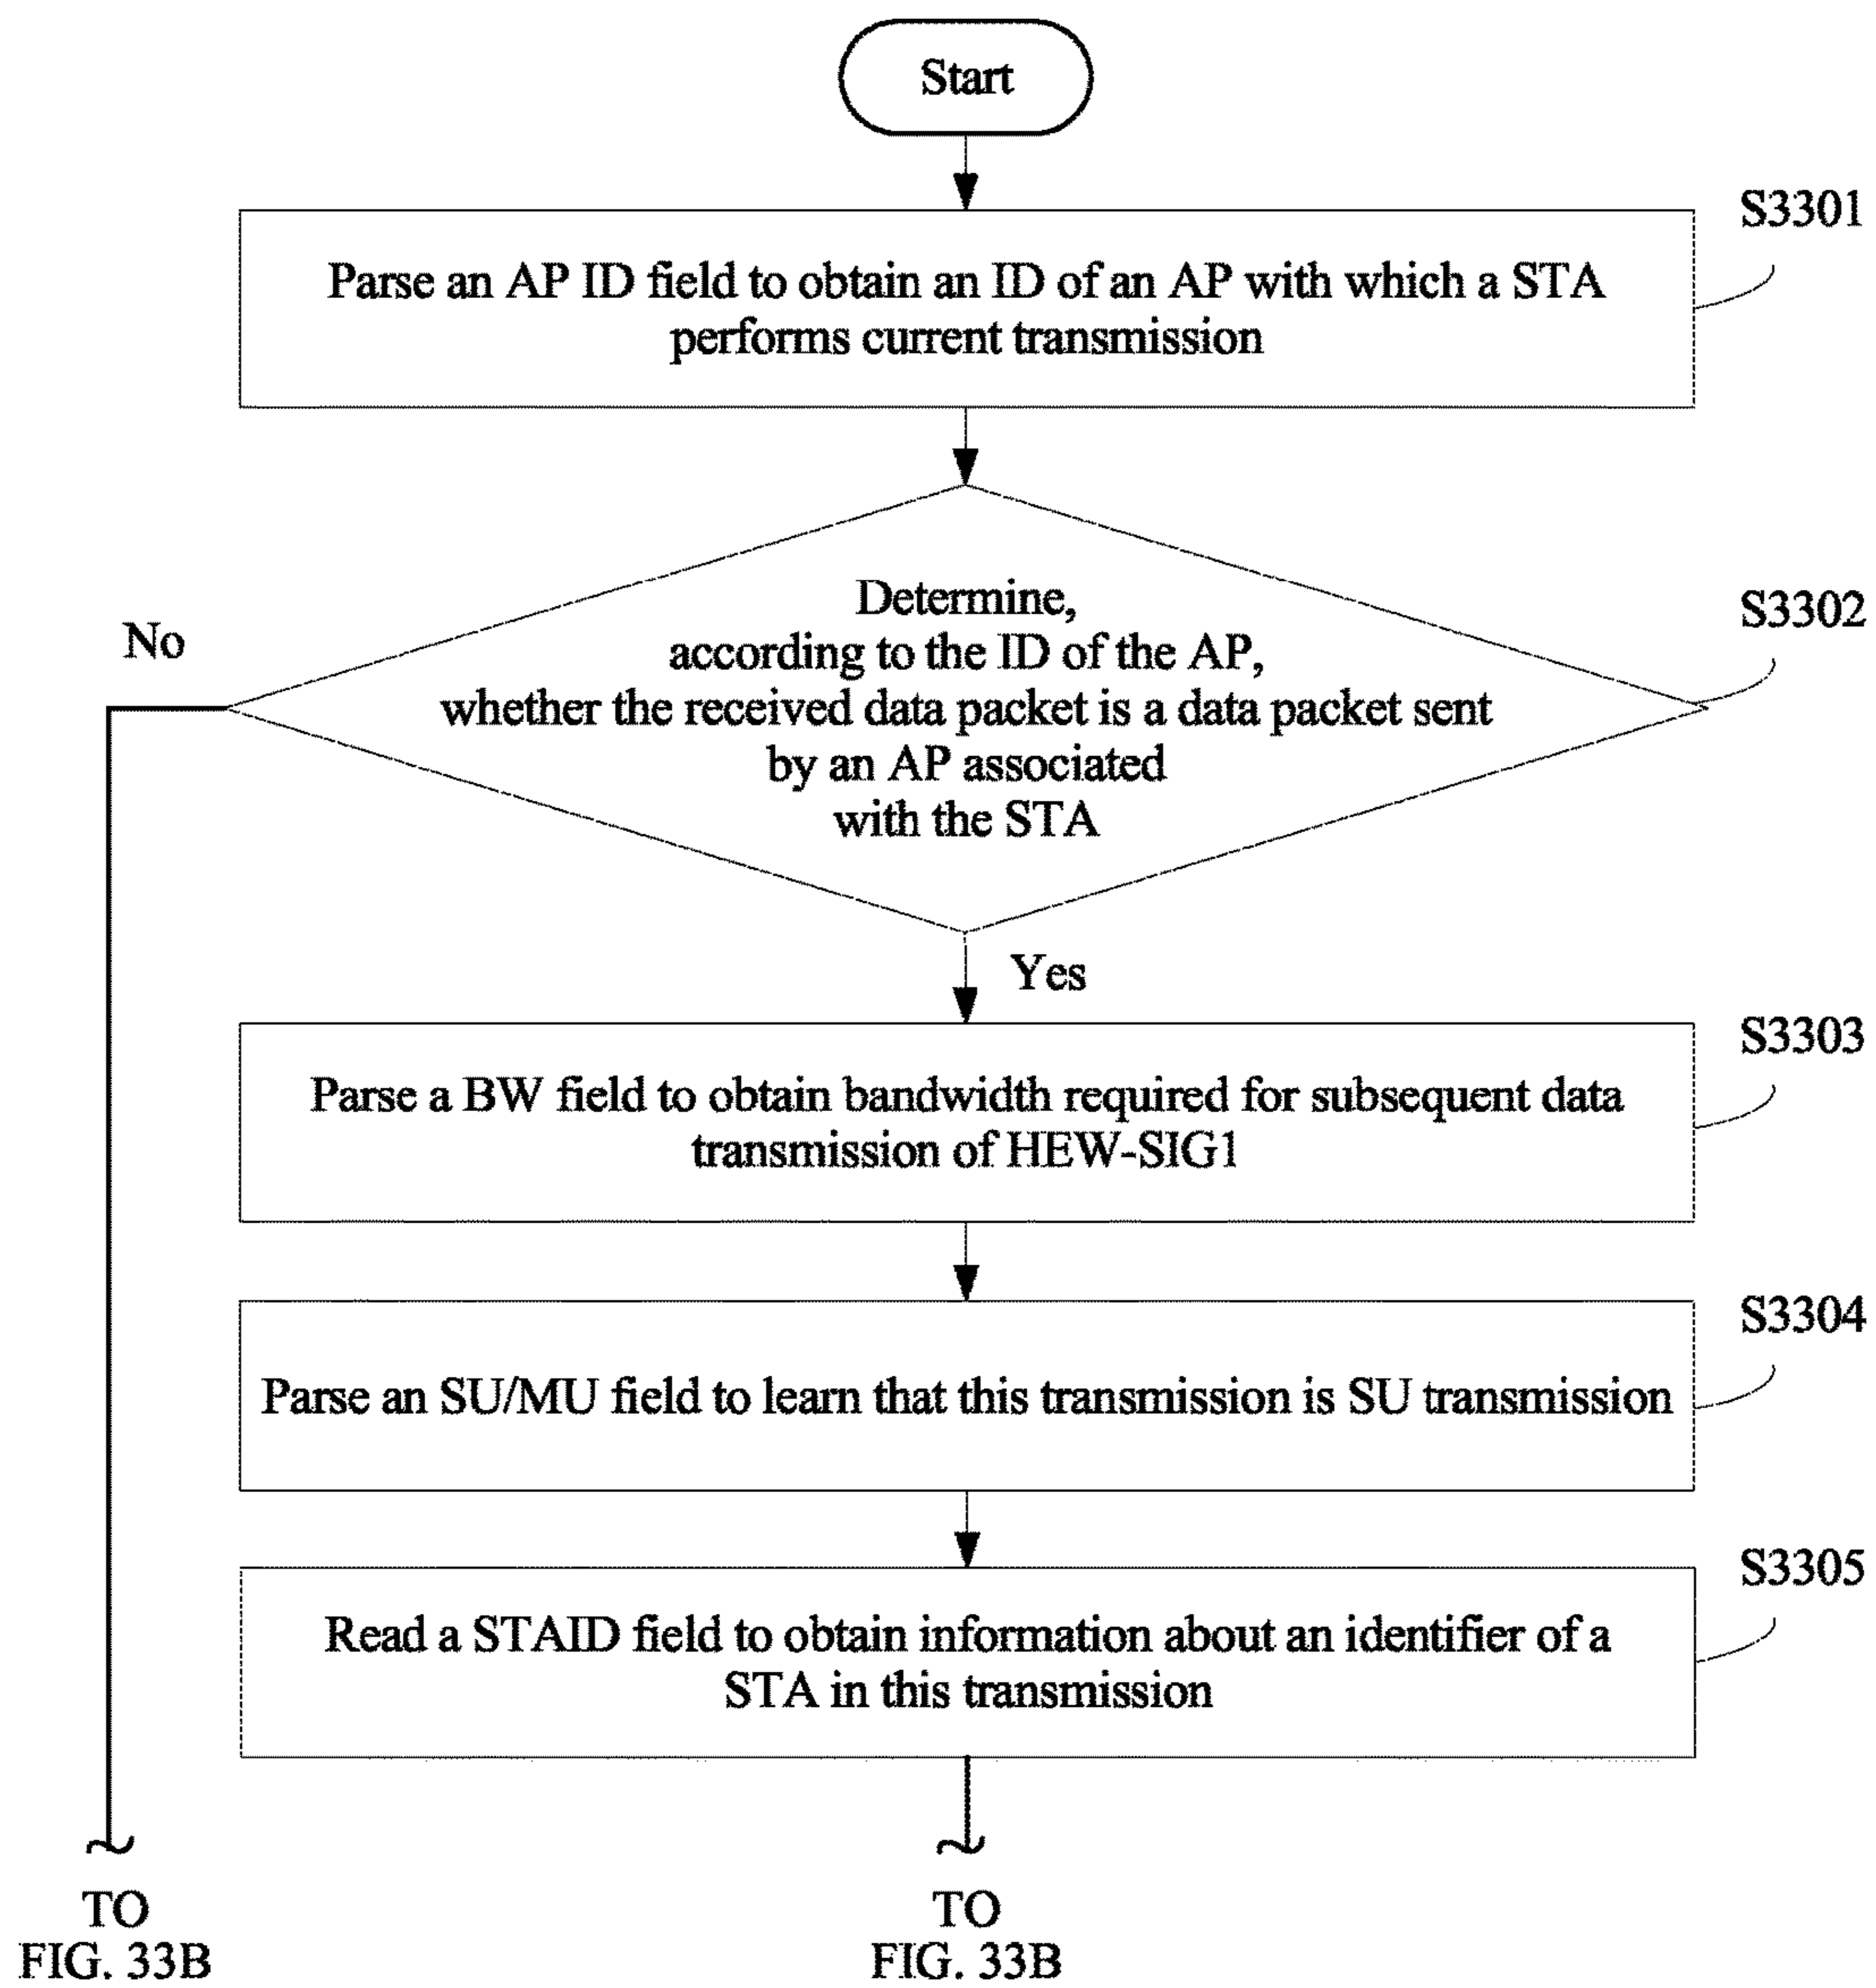 Start
S3301
Parse an AP ID field to obtain an ID of an AP with which a STA
performs current transmission
S3302
No
Determine,
according to the ID of the AP,
whether the received data packet is a data packet sent
by an AP associated
with the STA
Yes
S3303
Parse a BW field to obtain bandwidth required for subsequent data
transmission of HEW-SIG1
S3304
Parse an SU/MU field to learn that this transmission is SU transmission
S3305
Read a STAID field to obtain information about an identifier of a
STA in this transmission
TO
FIG. 33B
TO
FIG. 33B